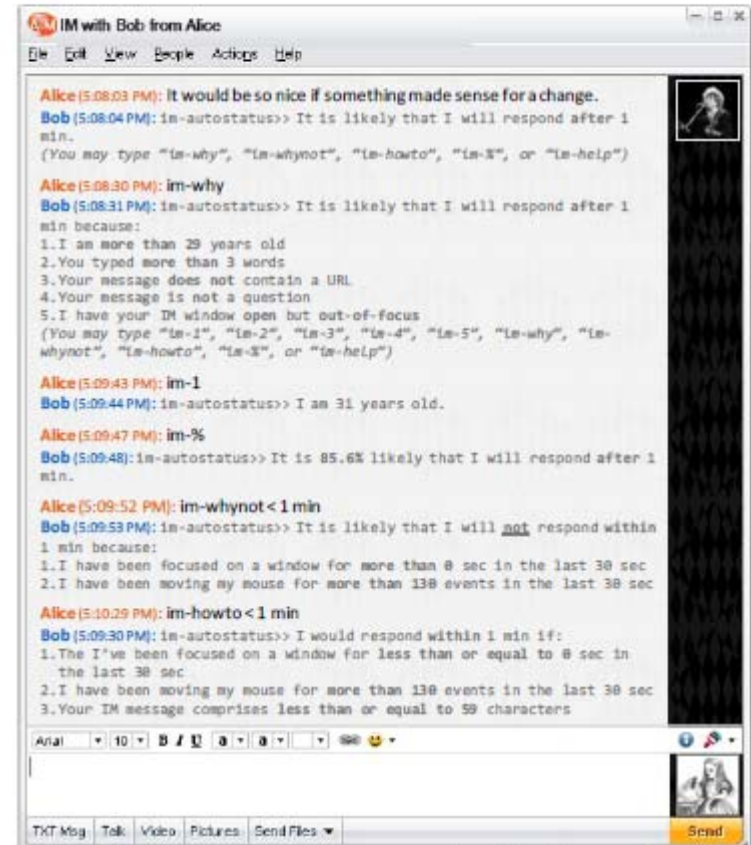 IM with Bob from Alice
File Edit View People Actions Help
Alice (5:08:03 PM): It would be so nice if something made sense for a change.
Bob (5:08:04 PM): im-autostatus>> It is likely that I will respond after 1
min.
(You may type "im-why", "im-whynot", "im-howto", "im-%", or "im-help")
Alice (5:08:30 PM): im-why
Bob (5:08:31 PM): im-autostatus>> It is likely that I will respond after 1
min because:
1.I am more than 29 years old
2.You typed more than 3 words
3.Your message does not contain a URL
4.Your message is not a question
5.I have your IM window open but out-of-focus
(You may type "im-1", "im-2", "im-3", "im-4", "im-5", "im-why", "im-
whynot", "im-howto", "im-%", or "im-help")
Alice (5:09:43 PM): im-1
Bob (5:09:44 PM): im-autostatus>> I am 31 years old.
Alice (5:09:47 PM): im-%
Bob (5:09:48): im-autostatus>> It is 85.6% likely that I will respond after 1
min.
Alice (5:09:52 PM): im-whynot < 1 min
Bob (5:09:53 PM): im-autostatus>> It is likely that I will not respond within
1 min because:
1.I have been focused on a window for more than 0 sec in the last 30 sec
2.I have been moving my mouse for more than 130 events in the last 30 sec
Alice (5:10:29 PM): im-howto < 1 min
Bob (5:09:30 PM): im-autostatus>> I would respond within 1 min if:
1.The I've been focused on a window for less than or equal to 0 sec in
the last 30 sec
2.I have been moving my mouse for more than 130 events in the last 30 sec
3.Your IM message comprises less than or equal to 59 characters
Arial 10 B I U a a
TXT Msg Talk Video Pictures Send Files Send